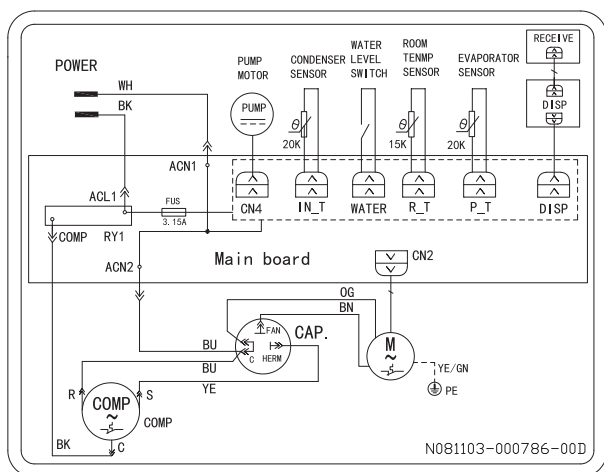 POWER
WH
BK
PUMP
MOTOR
CONDENSER
SENSOR
WATER
LEVEL
SWITCH
ROOM
TENMP
SENSOR
EVAPORATOR
SENSOR
RECEIVE
DISP
PUMP
θ
20K
θ
15K
θ
20K
ACN1
ACL1
FUS
3.15A
CN4
IN_T
WATER
R_T
P_T
DISP
COMP
RY1
Main board
CN2
ACN2
OG
BN
FAN
CAP.
C
HERM
BU
BU
YE
M
~
YE/GN
PE
R
S
COMP
~
COMP
BK
C
N081103-000786-00D